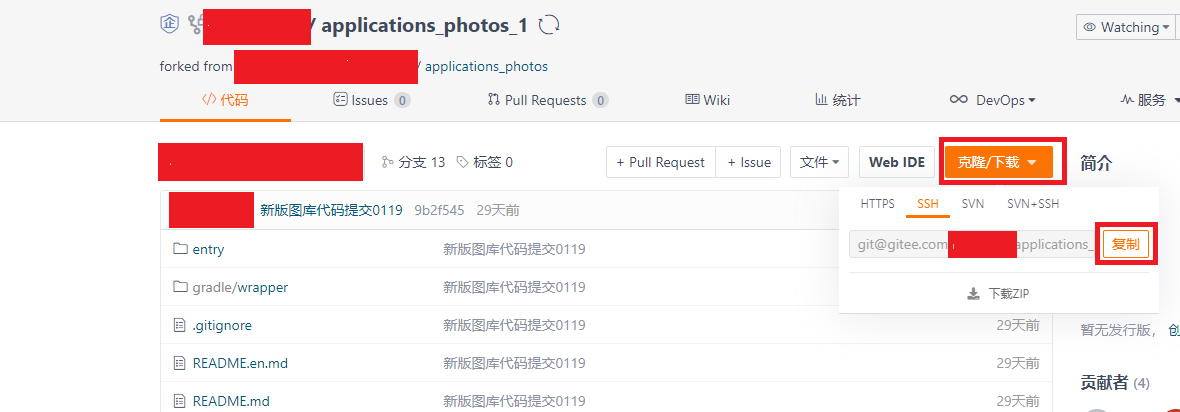 / applications_photos_1
Watching
forked from / applications_photos
代码 Issues 0 Pull Requests 0 Wiki 统计 DevOps 服务
分支 13 标签 0 + Pull Request + Issue 文件 Web IDE 克隆/下载 简介
HTTPS SSH SVN SVN+SSH
新版图库代码提交0119 9b2f545 29天前
git@gitee.com applications_ 复制
entry 新版图库代码提交0119
gradle/wrapper 新版图库代码提交0119
下载ZIP
.gitignore 新版图库代码提交0119 29天前
暂无发行版，创
README.en.md 新版图库代码提交0119 29天前
贡献者 (4)
README.md 新版图库代码提交0119 29天前